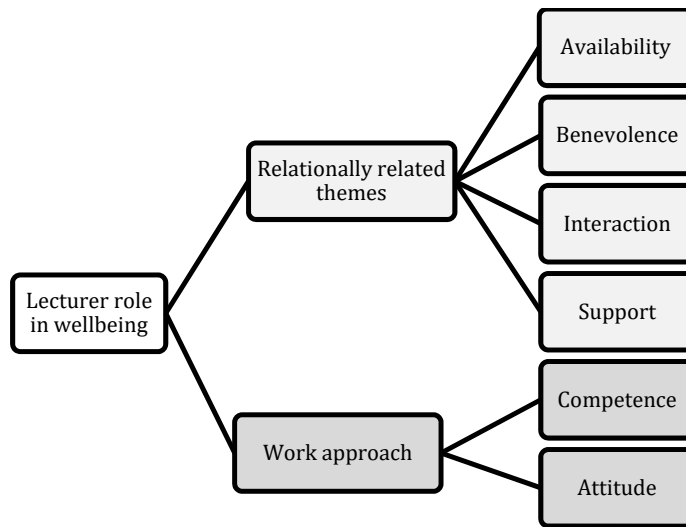 Availability
Benevolence
Relationally related
themes
Interaction
Lecturer role
in wellbeing
Support
Competence
Work approach
Attitude